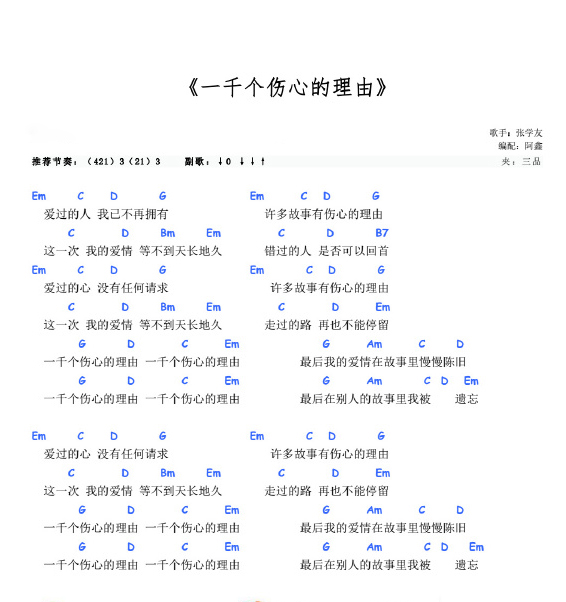 《一千个伤心的理由》
歌手：张学友
编配：阿鑫
推荐节奏：（421）3（21）3 副歌：↓0 ↓↓↑ 夹：三品
Em C D G Em C D G
爱过的人 我已不再拥有 许多故事有伤心的理由
C D Bm Em C D B7
这一次 我的爱情 等不到天长地久 错过的人 是否可以回首
Em C D G Em C D G
爱过的心 没有任何请求 许多故事有伤心的理由
C D Bm Em C D Em
这一次 我的爱情 等不到天长地久 走过的路 再也不能停留
G D C Em G Am C D
一千个伤心的理由 一千个伤心的理由 最后我的爱情在故事里慢慢陈旧
G D C Em G Am C D Em
一千个伤心的理由 一千个伤心的理由 最后在别人的故事里我被 遗忘
Em C D G Em C D G
爱过的心 没有任何请求 许多故事有伤心的理由
C D Bm Em C D Em
这一次 我的爱情 等不到天长地久 走过的路 再也不能停留
G D C Em G Am C D
一千个伤心的理由 一千个伤心的理由 最后我的爱情在故事里慢慢陈旧
G D C Em G Am C D Em
一千个伤心的理由 一千个伤心的理由 最后在别人的故事里我被 遗忘